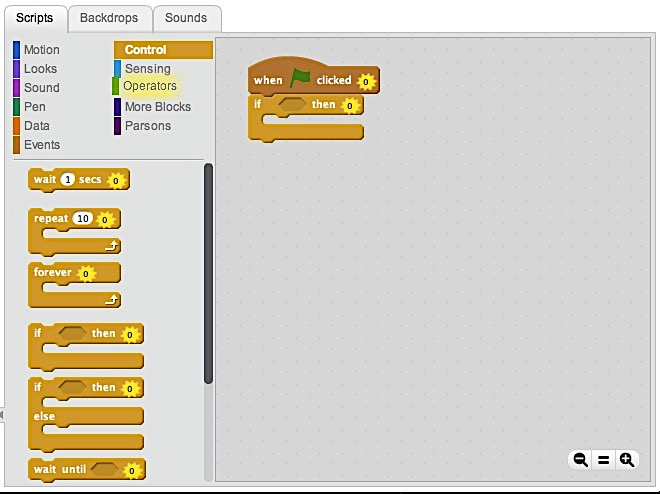 Scripts Backdrops Sounds
Motion Control
Looks Sensing
Sound Operators
Pen More Blocks
Data Parsons
Events
wait 1 secs 0
repeat 10 0
forever 0
if then 0
if then 0
else
wait until 0
when clicked 0
if then 0